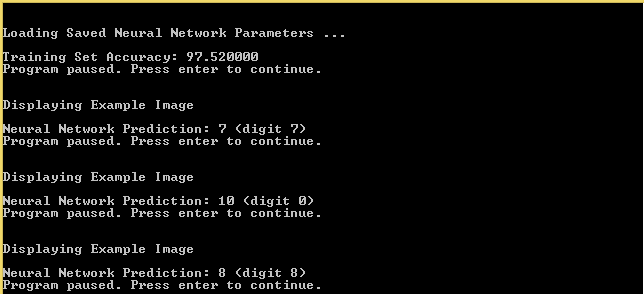 Loading Saved Neural Network Parameters ...
Training Set Accuracy: 97.520000
Program paused. Press enter to continue.
Displaying Example Image
Neural Network Prediction: 7 (digit 7)
Program paused. Press enter to continue.
Displaying Example Image
Neural Network Prediction: 10 (digit 0)
Program paused. Press enter to continue.
Displaying Example Image
Neural Network Prediction: 8 (digit 8)
Program paused. Press enter to continue.